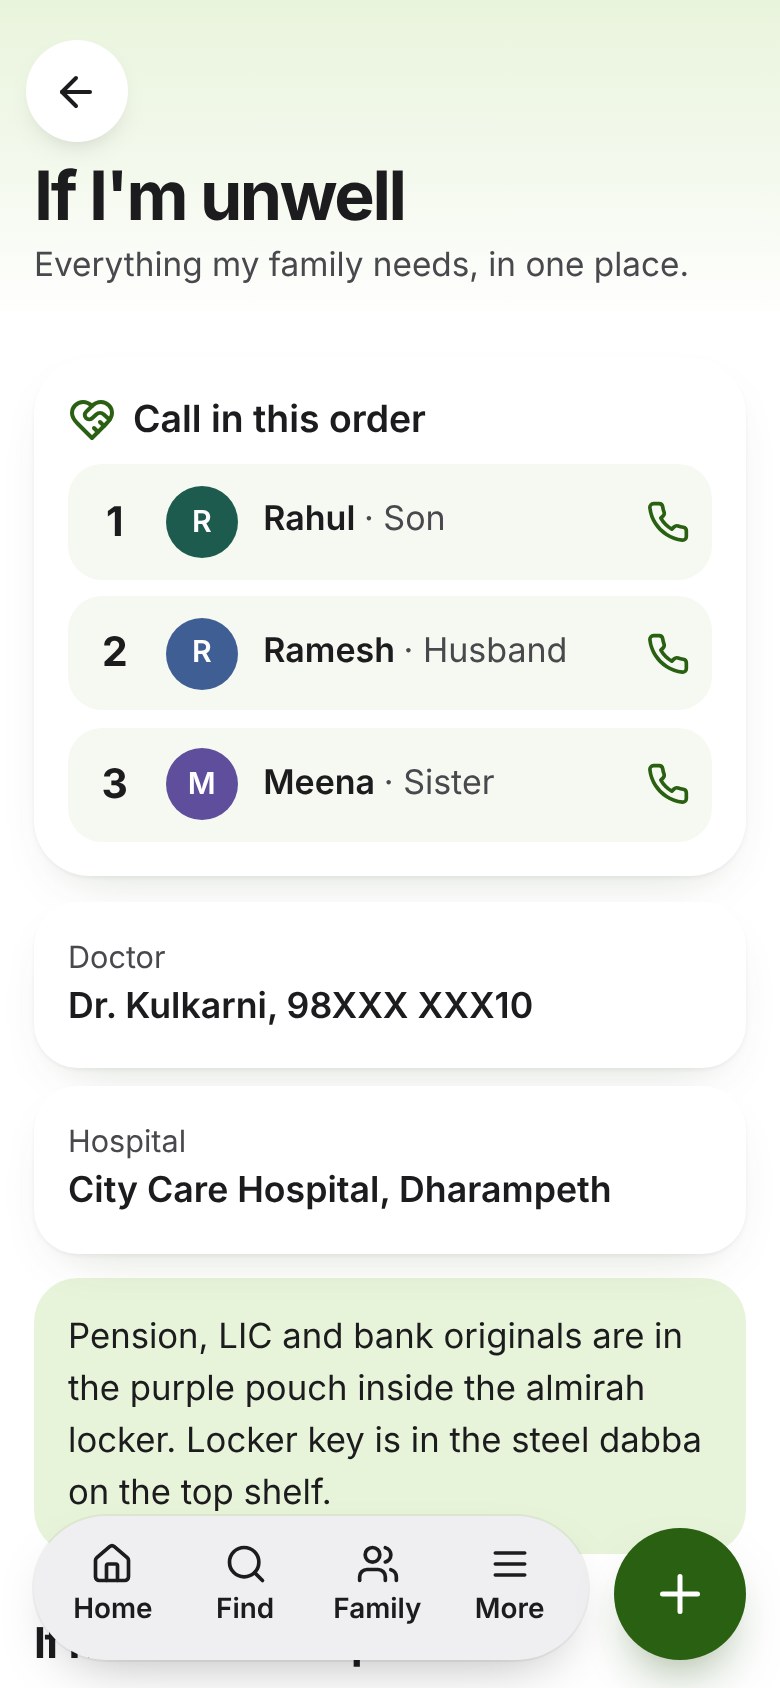 If I'm unwell
Everything my family needs, in one place.
Call in this order
1 R Rahul · Son
2 R Ramesh · Husband
3 M Meena · Sister
Doctor
Dr. Kulkarni, 98XXX XXX10
Hospital
City Care Hospital, Dharampeth
Pension, LIC and bank originals are in
the purple pouch inside the almirah
locker. Locker key is in the steel dabba
on the top shelf.
Home Find Family More